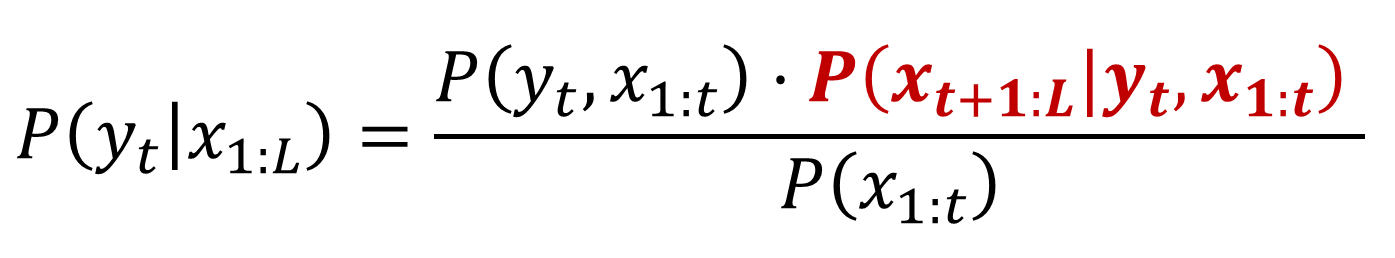 P(y_t|x_{1:L}) = \frac{P(y_t, x_{1:t}) \cdot P(x_{t+1:L}|y_t, x_{1:t})}{P(x_{1:t})}